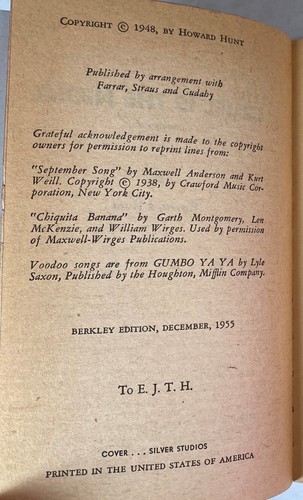 COPYRIGHT © 1948, BY HOWARD HUNT
Published by arrangement with
Farrar, Straus and Cudahy
Grateful acknowledgement is made to the copyright
owners for permission to reprint lines from:
"September Song" by Maxwell Anderson and Kurt
Weill. Copyright © 1938, by Crawford Music Cor-
poration, New York City.
"Chiquita Banana" by Garth Montgomery, Len
McKenzie, and William Wirges. Used by permission
of Maxwell-Wirges Publications.
Voodoo songs are from GUMBO YA YA by Lyle
Saxon, Published by the Houghton, Mifflin Company.
BERKLEY EDITION, DECEMBER, 1955
To E. J. T. H.
COVER . . . SILVER STUDIOS
PRINTED IN THE UNITED STATES OF AMERICA